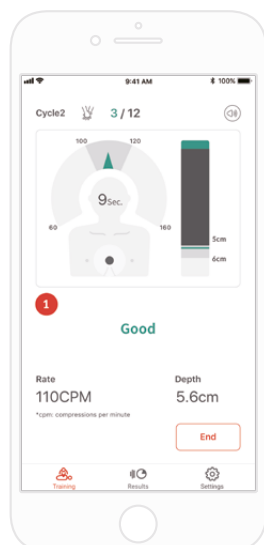 9:41 AM
100%
Cycle2 3 / 12
100 120
9Sec.
60 160
5cm
6cm
1
Good
Rate Depth
110CPM 5.6cm
*cpm: compressions per minute
End
Training Results Settings